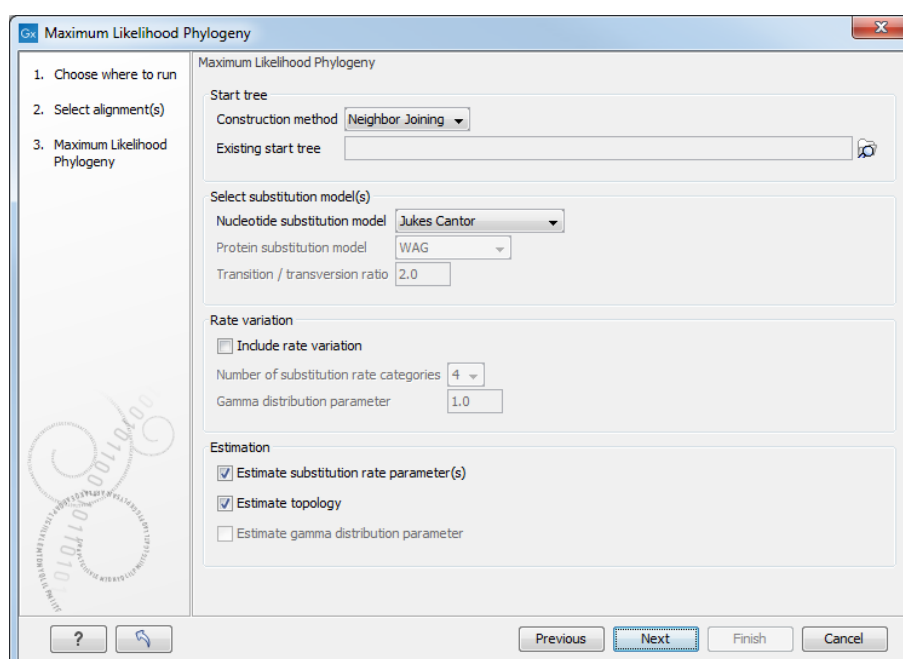 Gx Maximum Likelihood Phylogeny
1. Choose where to run
2. Select alignment(s)
3. Maximum Likelihood
Phylogeny
Maximum Likelihood Phylogeny
Start tree
Construction method Neighbor Joining
Existing start tree
Select substitution model(s)
Nucleotide substitution model Jukes Cantor
Protein substitution model WAG
Transition / transversion ratio 2.0
Rate variation
Include rate variation
Number of substitution rate categories 4
Gamma distribution parameter 1.0
Estimation
Estimate substitution rate parameter(s)
Estimate topology
Estimate gamma distribution parameter
? Previous Next Finish Cancel